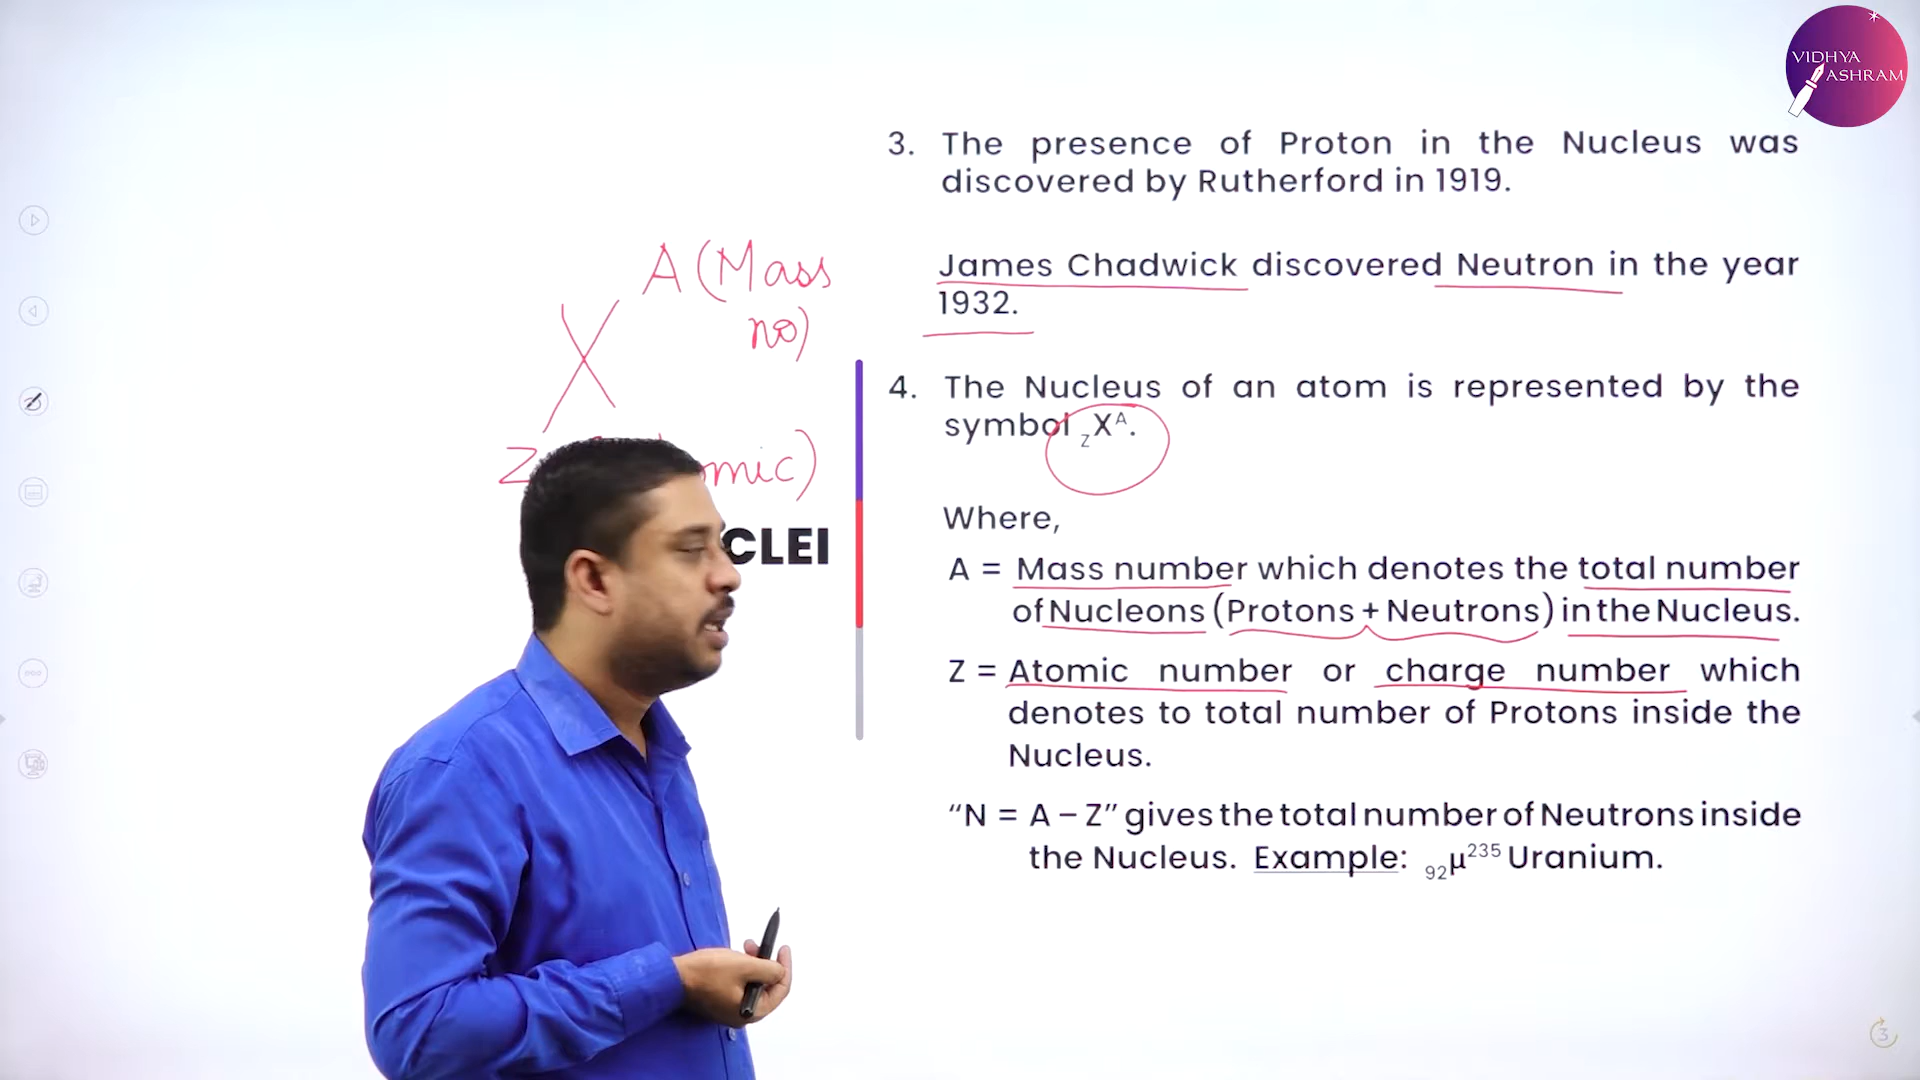 VIDHYA
ASHRAM
3. The presence of Proton in the Nucleus was
discovered by Rutherford in 1919.
James Chadwick discovered Neutron in the year
1932.
A (Mass
no)
4. The Nucleus of an atom is represented by the
symbol ZXᴬ.
Z
Where,
A = Mass number which denotes the total number
of Nucleons (Protons + Neutrons) in the Nucleus.
Z = Atomic number or charge number which
denotes to total number of Protons inside the
Nucleus.
"N = A – Z" gives the total number of Neutrons inside
the Nucleus. Example: ₉₂μ²³⁵ Uranium.
3